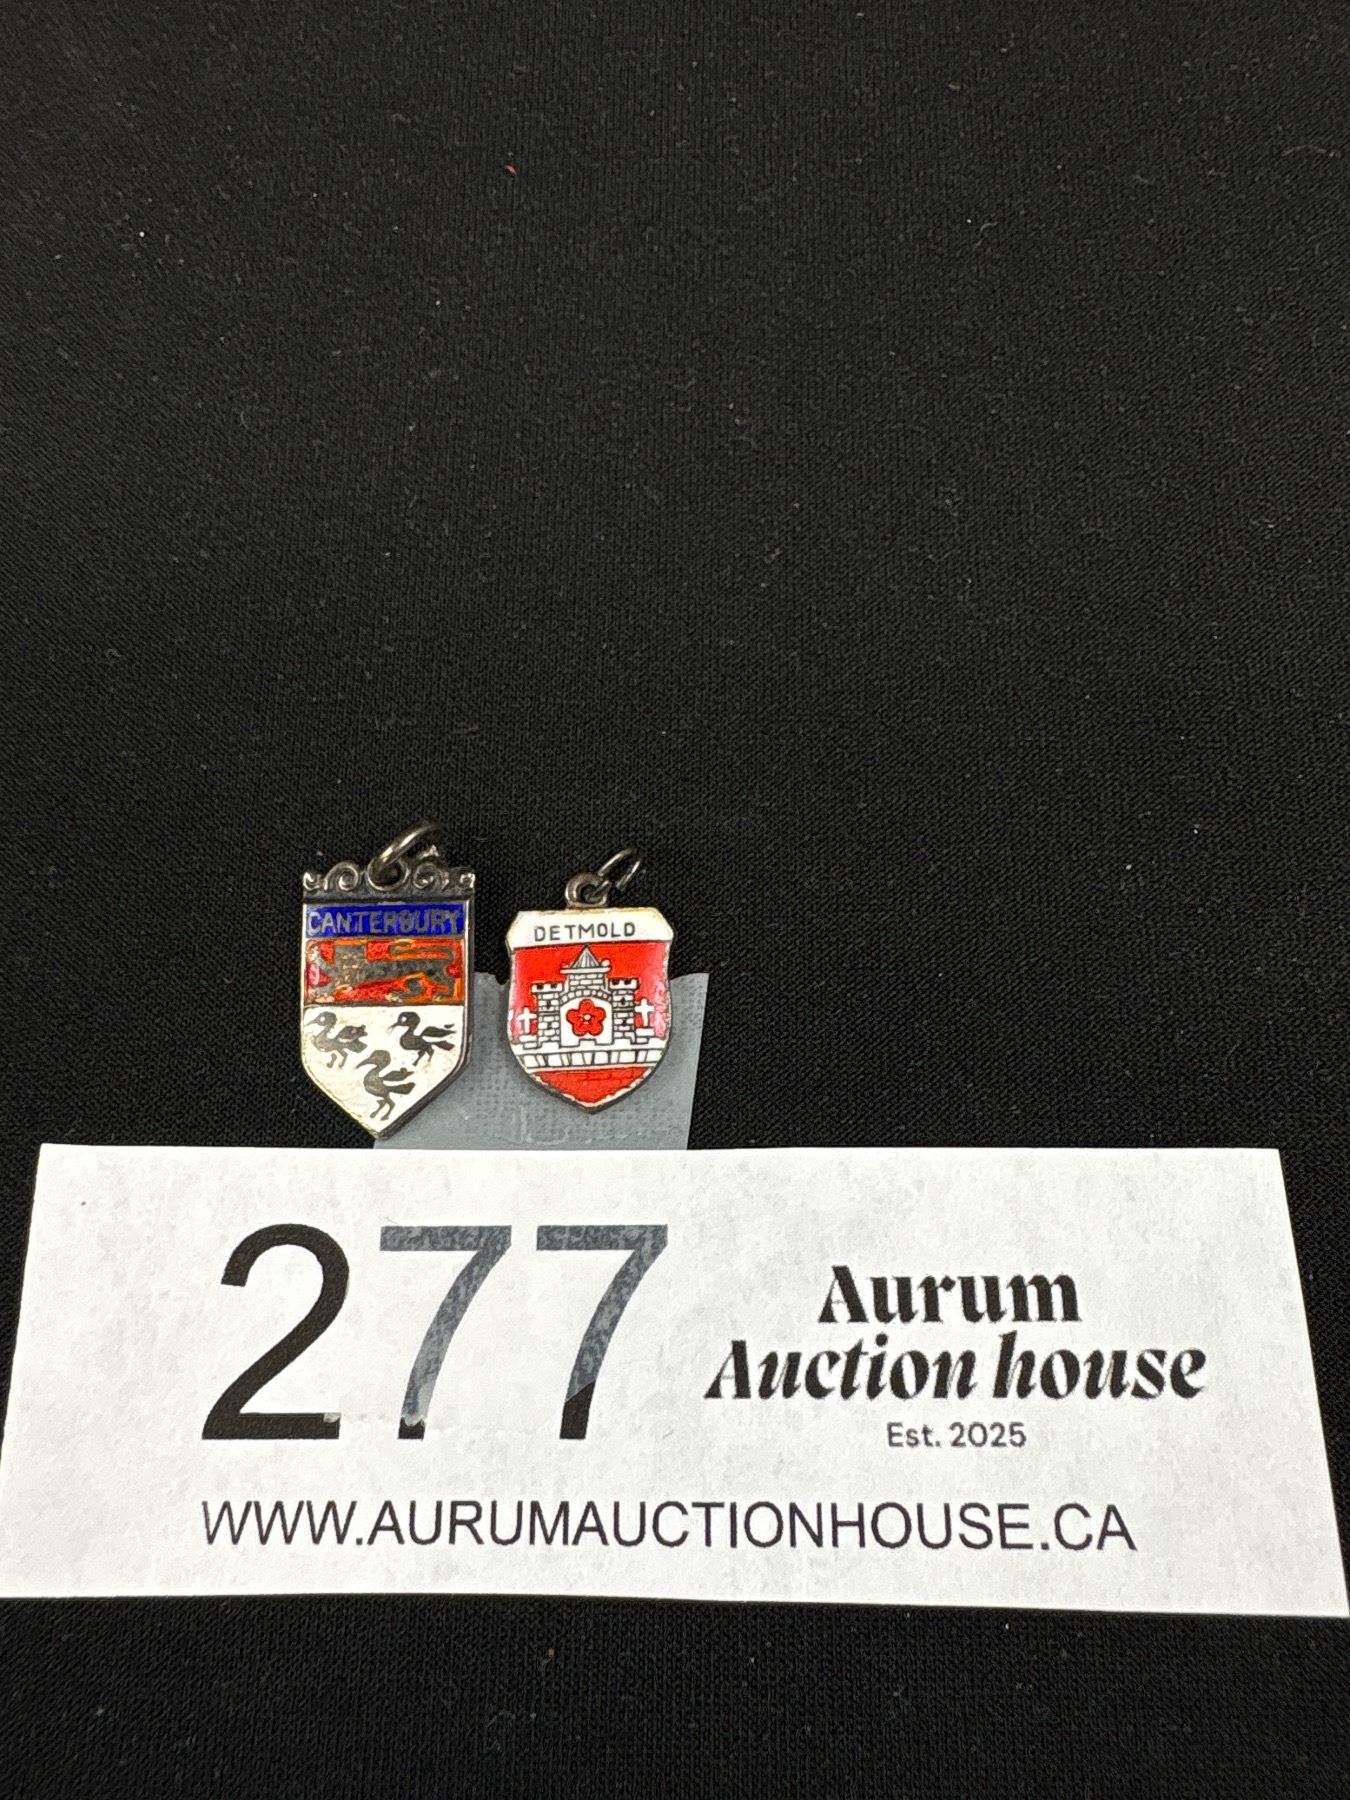 CANTERBURY
DETMOLD
277
Aurum
Auction house
Est. 2025
WWW.AURUMAUCTIONHOUSE.CA